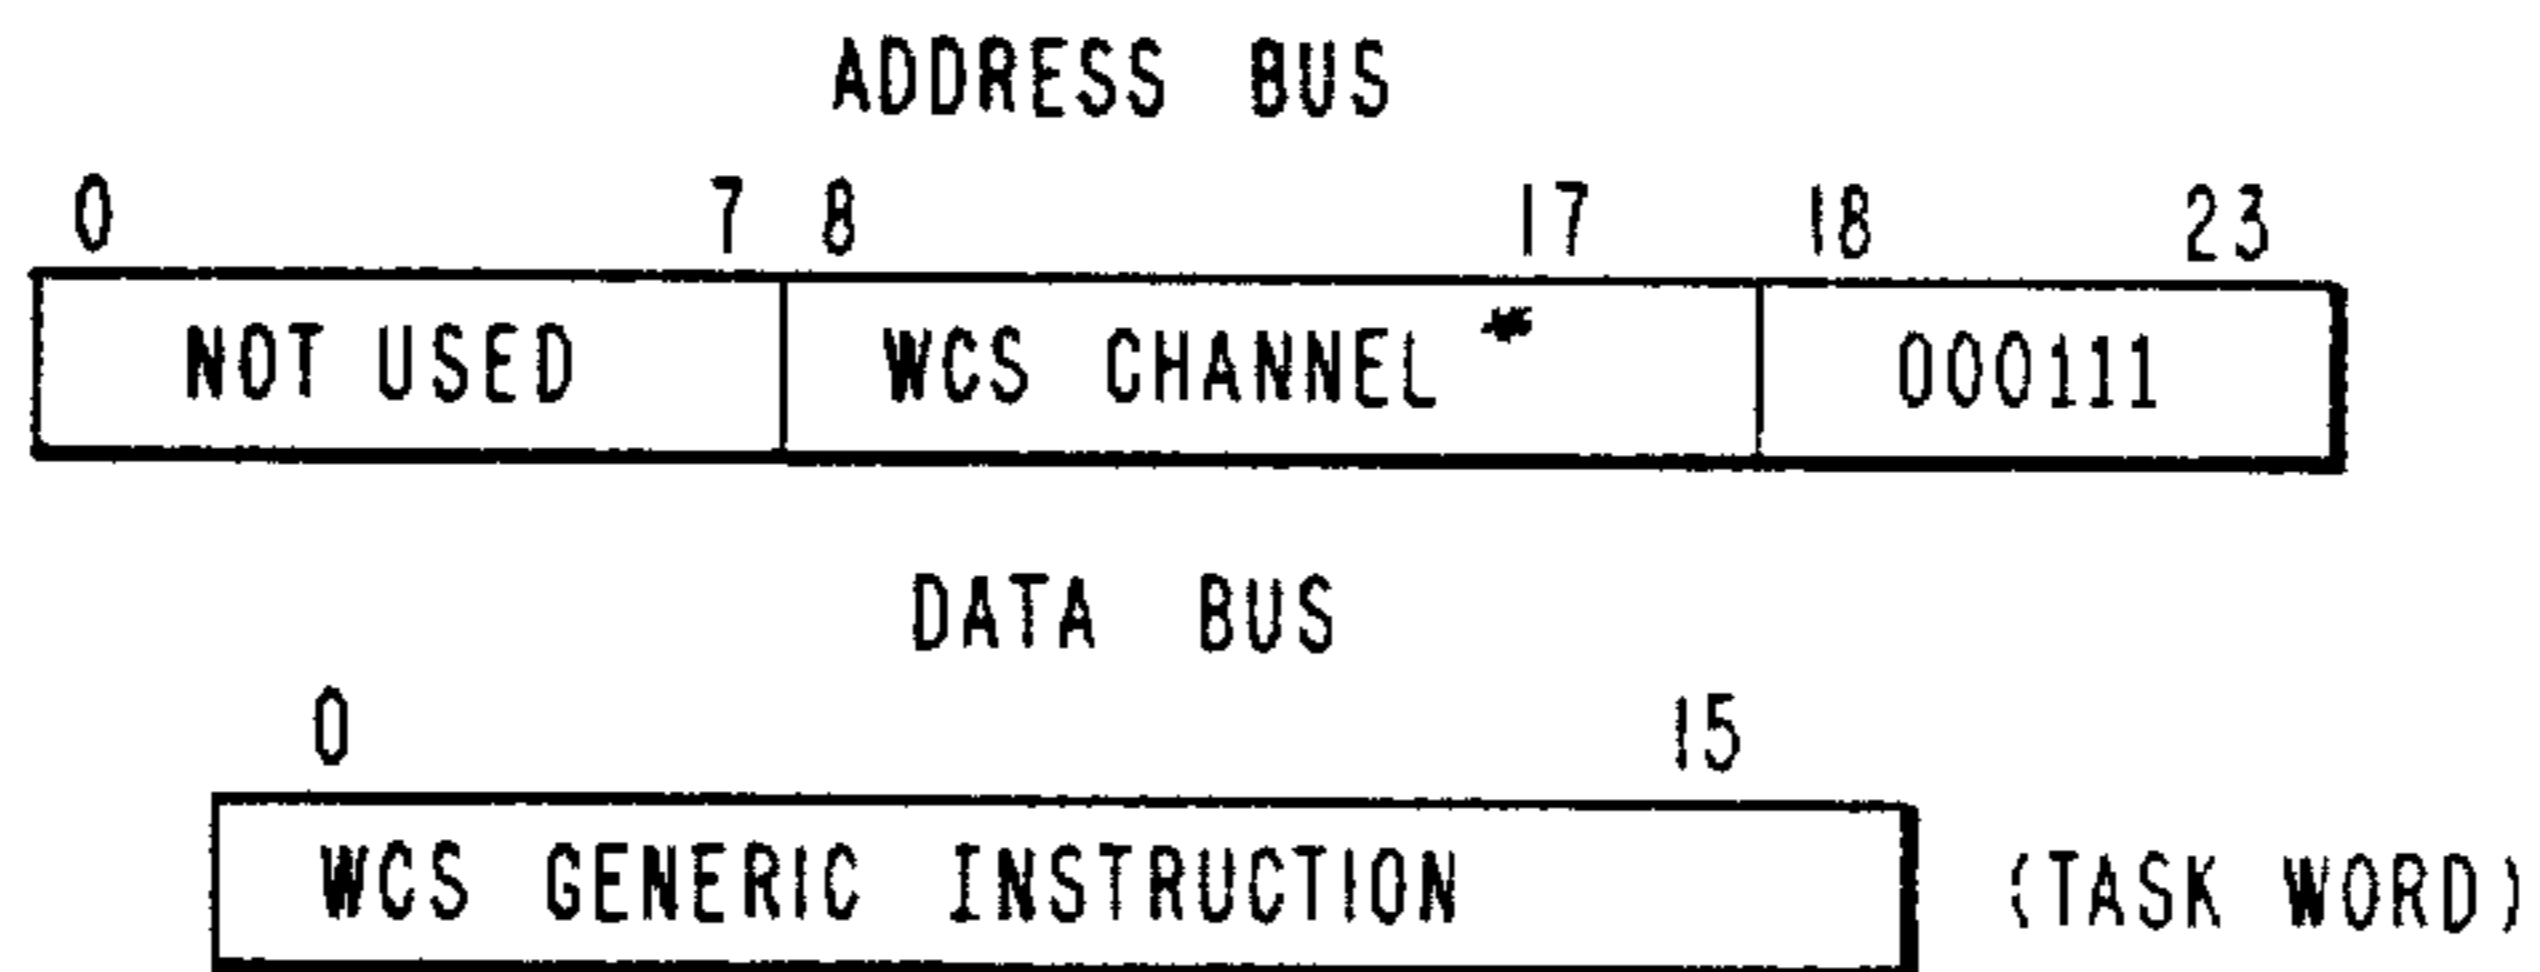 ADDRESS BUS
0 7 8 17 18 23
NOT USED WCS CHANNEL 000111
DATA BUS
0 15
WCS GENERIC INSTRUCTION (TASK WORD)